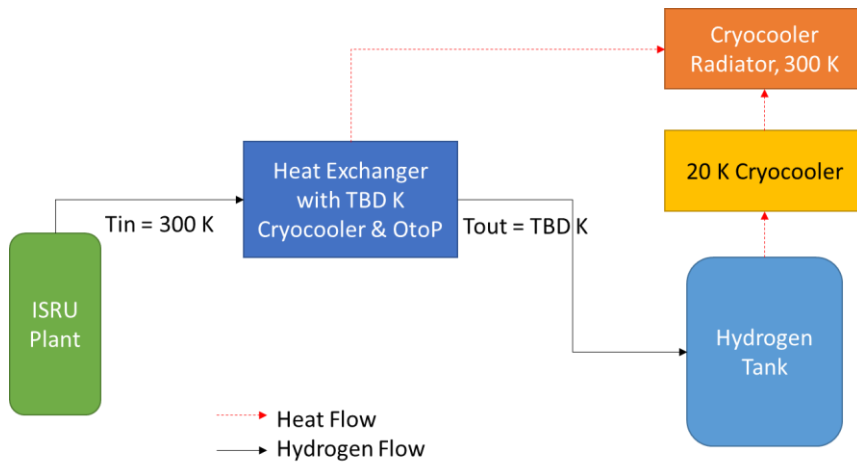 Cryocooler
Radiator, 300 K
Heat Exchanger
with TBD K
Cryocooler & OtoP
20 K Cryocooler
Tin = 300 K
Tout = TBD K
ISRU
Plant
Hydrogen
Tank
Heat Flow
Hydrogen Flow